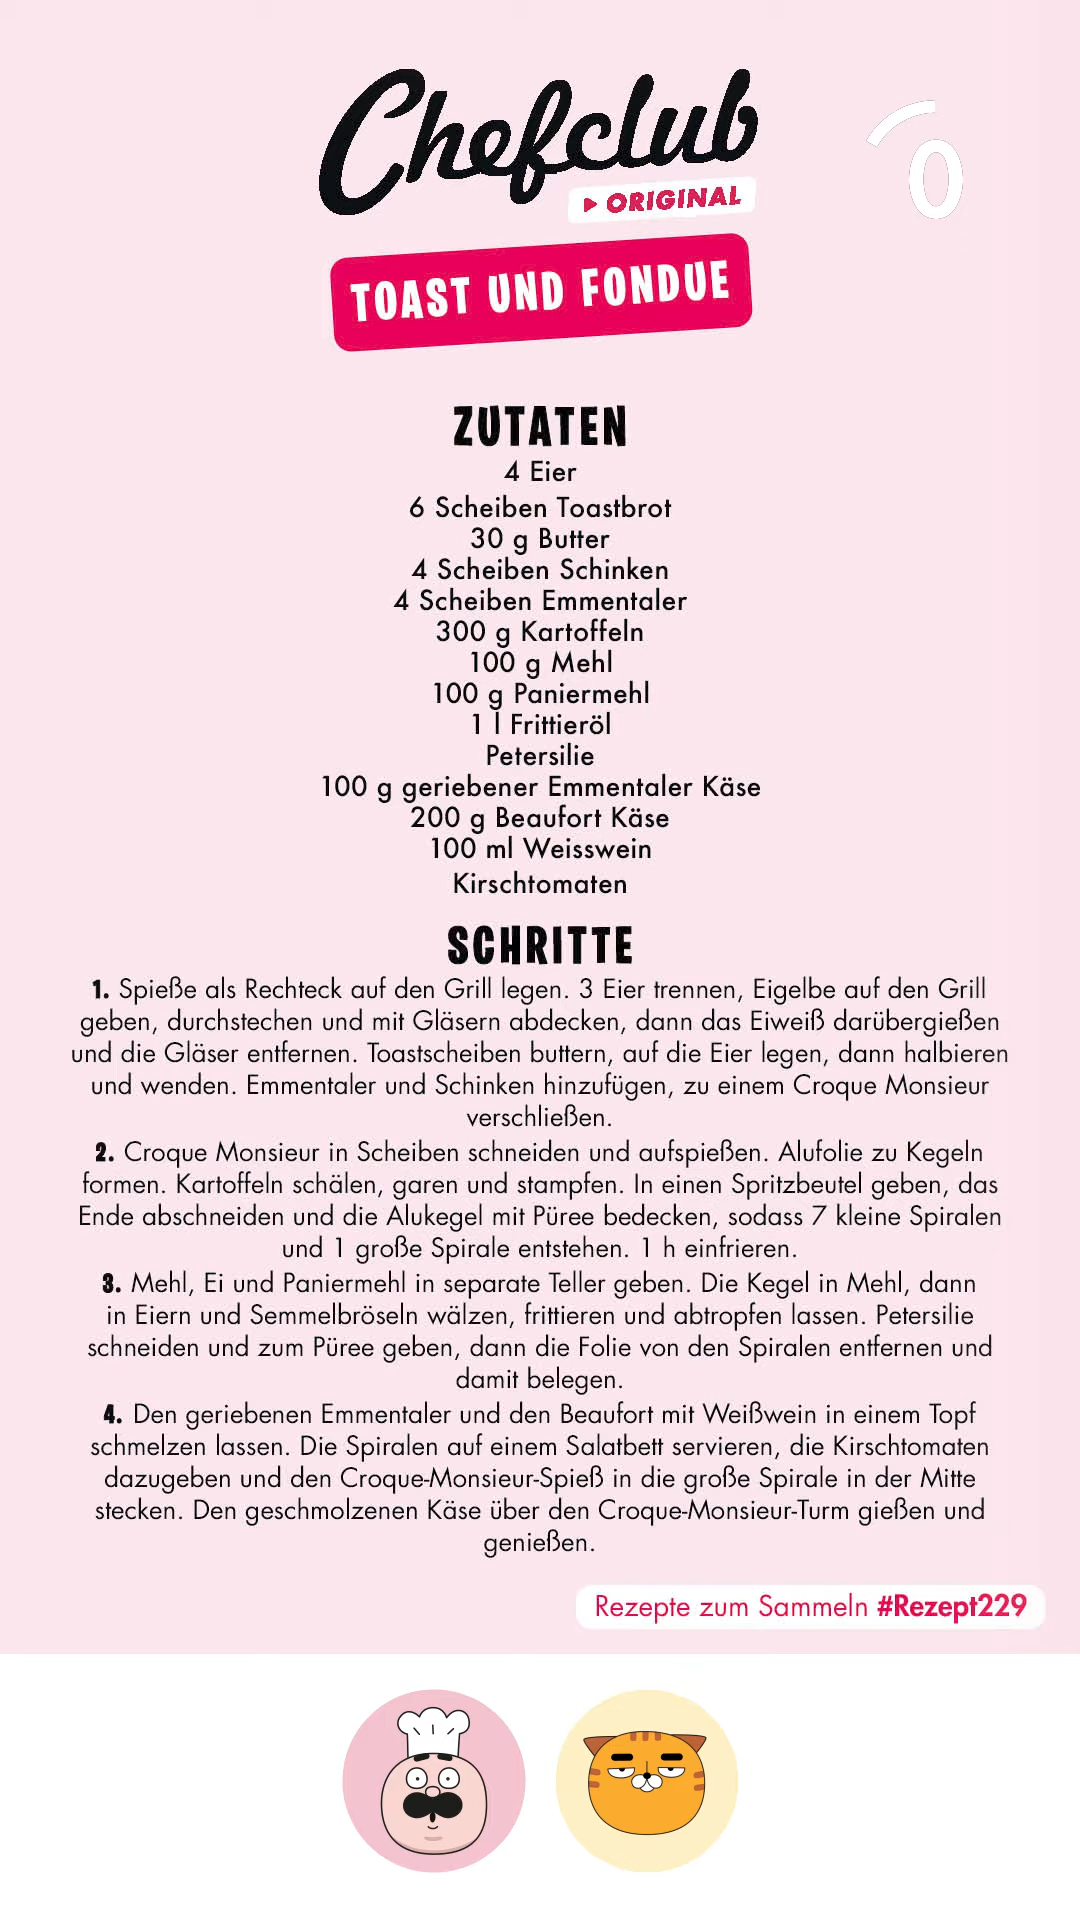 Chefclub
ORIGINAL
TOAST UND FONDUE
ZUTATEN
4 Eier
6 Scheiben Toastbrot
30 g Butter
4 Scheiben Schinken
4 Scheiben Emmentaler
300 g Kartoffeln
100 g Mehl
100 g Paniermehl
1 l Frittieröl
Petersilie
100 g geriebener Emmentaler Käse
200 g Beaufort Käse
100 ml Weisswein
Kirschtomaten
SCHRITTE
1. Spieße als Rechteck auf den Grill legen. 3 Eier trennen, Eigelbe auf den Grill
geben, durchstechen und mit Gläsern abdecken, dann das Eiweiß darübergießen
und die Gläser entfernen. Toastscheiben buttern, auf die Eier legen, dann halbieren
und wenden. Emmentaler und Schinken hinzufügen, zu einem Croque Monsieur
verschließen.
2. Croque Monsieur in Scheiben schneiden und aufspießen. Alufolie zu Kegeln
formen. Kartoffeln schälen, garen und stampfen. In einen Spritzbeutel geben, das
Ende abschneiden und die Alukegel mit Püree bedecken, sodass 7 kleine Spiralen
und 1 große Spirale entstehen. 1 h einfrieren.
3. Mehl, Ei und Paniermehl in separate Teller geben. Die Kegel in Mehl, dann
in Eiern und Semmelbröseln wälzen, frittieren und abtropfen lassen. Petersilie
schneiden und zum Püree geben, dann die Folie von den Spiralen entfernen und
damit belegen.
4. Den geriebenen Emmentaler und den Beaufort mit Weißwein in einem Topf
schmelzen lassen. Die Spiralen auf einem Salatbett servieren, die Kirschtomaten
dazugeben und den Croque-Monsieur-Spieß in die große Spirale in der Mitte
stecken. Den geschmolzenen Käse über den Croque-Monsieur-Turm gießen und
genießen.
Rezepte zum Sammeln #Rezept229
0